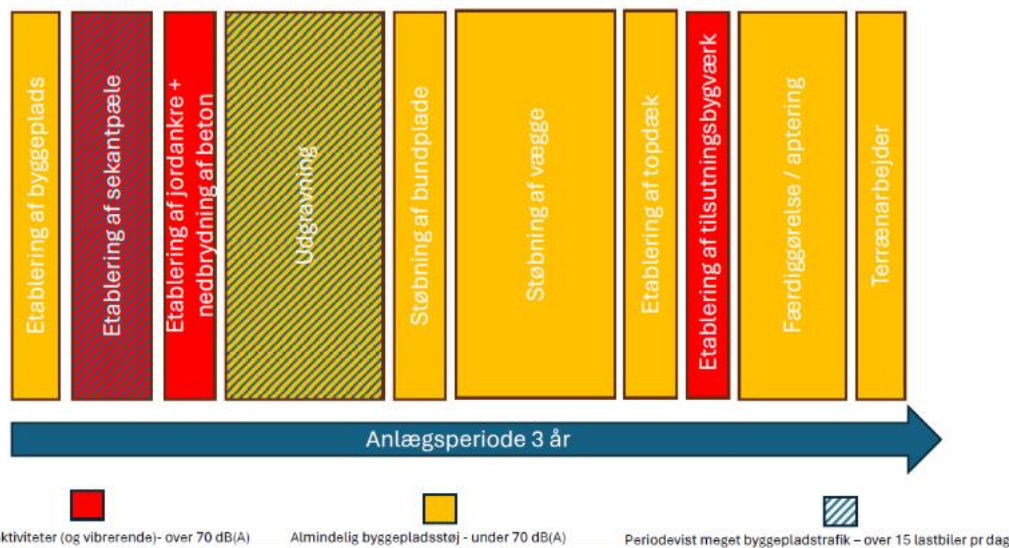 Etablering af byggeplads
Etablering af sekantpæle
Etablering af jordankre +
nedbrydning af beton
Udgravning
Støbning af bundplade
Støbning af vægge
Etablering af topdæk
Etablering af tilsutningsbygværk
Færdiggørelse / aptering
Terrænarbejder
Anlægsperiode 3 år
(og vibrerende)- over 70 dB(A)
Almindelig byggepladsstøj - under 70 dB(A)
Periodevist meget byggepladstrafik – over 15 lastbiler pr dag